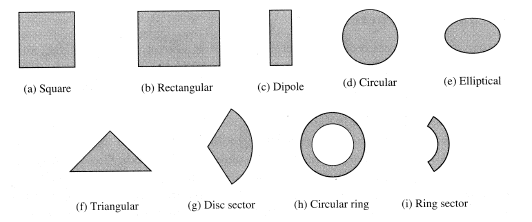 (a) Square (b) Rectangular (c) Dipole (d) Circular (e) Elliptical
(f) Triangular (g) Disc sector (h) Circular ring (i) Ring sector